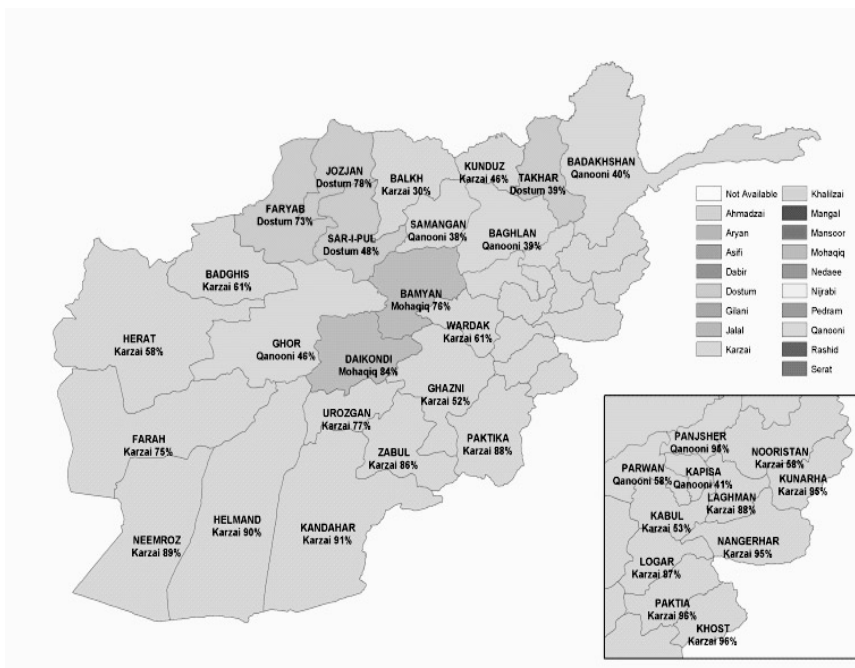 JOZJAN
Dostum 78%
BALKH
Karzai 30%
KUNDUZ
Karzai 46%
TAKHAR
Dostum 39%
BADAKHSHAN
Qanooni 40%
FARYAB
Dostum 73%
SAR-I-PUL
Dostum 48%
SAMANGAN
Qanooni 38%
BAGHLAN
Qanooni 39%
BADGHIS
Karzai 61%
BAMYAN
Mohaqiq 76%
HERAT
Karzai 58%
GHOR
Qanooni 46%
WARDAK
Karzai 61%
DAIKONDI
Mohaqiq 84%
GHAZNI
Karzai 52%
UROZGAN
Karzai 77%
FARAH
Karzai 75%
ZABUL
Karzai 86%
PAKTIKA
Karzai 88%
NEEMROZ
Karzai 89%
HELMAND
Karzai 90%
KANDAHAR
Karzai 91%
Not Available
Ahmadzai
Aryan
Asifi
Dabir
Dostum
Gilani
Jalal
Karzai
Khalilzai
Mangal
Mansoor
Mohaqiq
Nedaee
Nijrabi
Pedram
Qanooni
Rashid
Serat
PANJSHER
Qanooni 95%
NOORISTAN
Karzai 58%
PARWAN
Qanooni 58%
KAPISA
Qanooni 41%
KUNARHA
Karzai 95%
LAGHMAN
Karzai 88%
KABUL
Karzai 53%
NANGERHAR
Karzai 95%
LOGAR
Karzai 87%
PAKTIA
Karzai 96%
KHOST
Karzai 96%